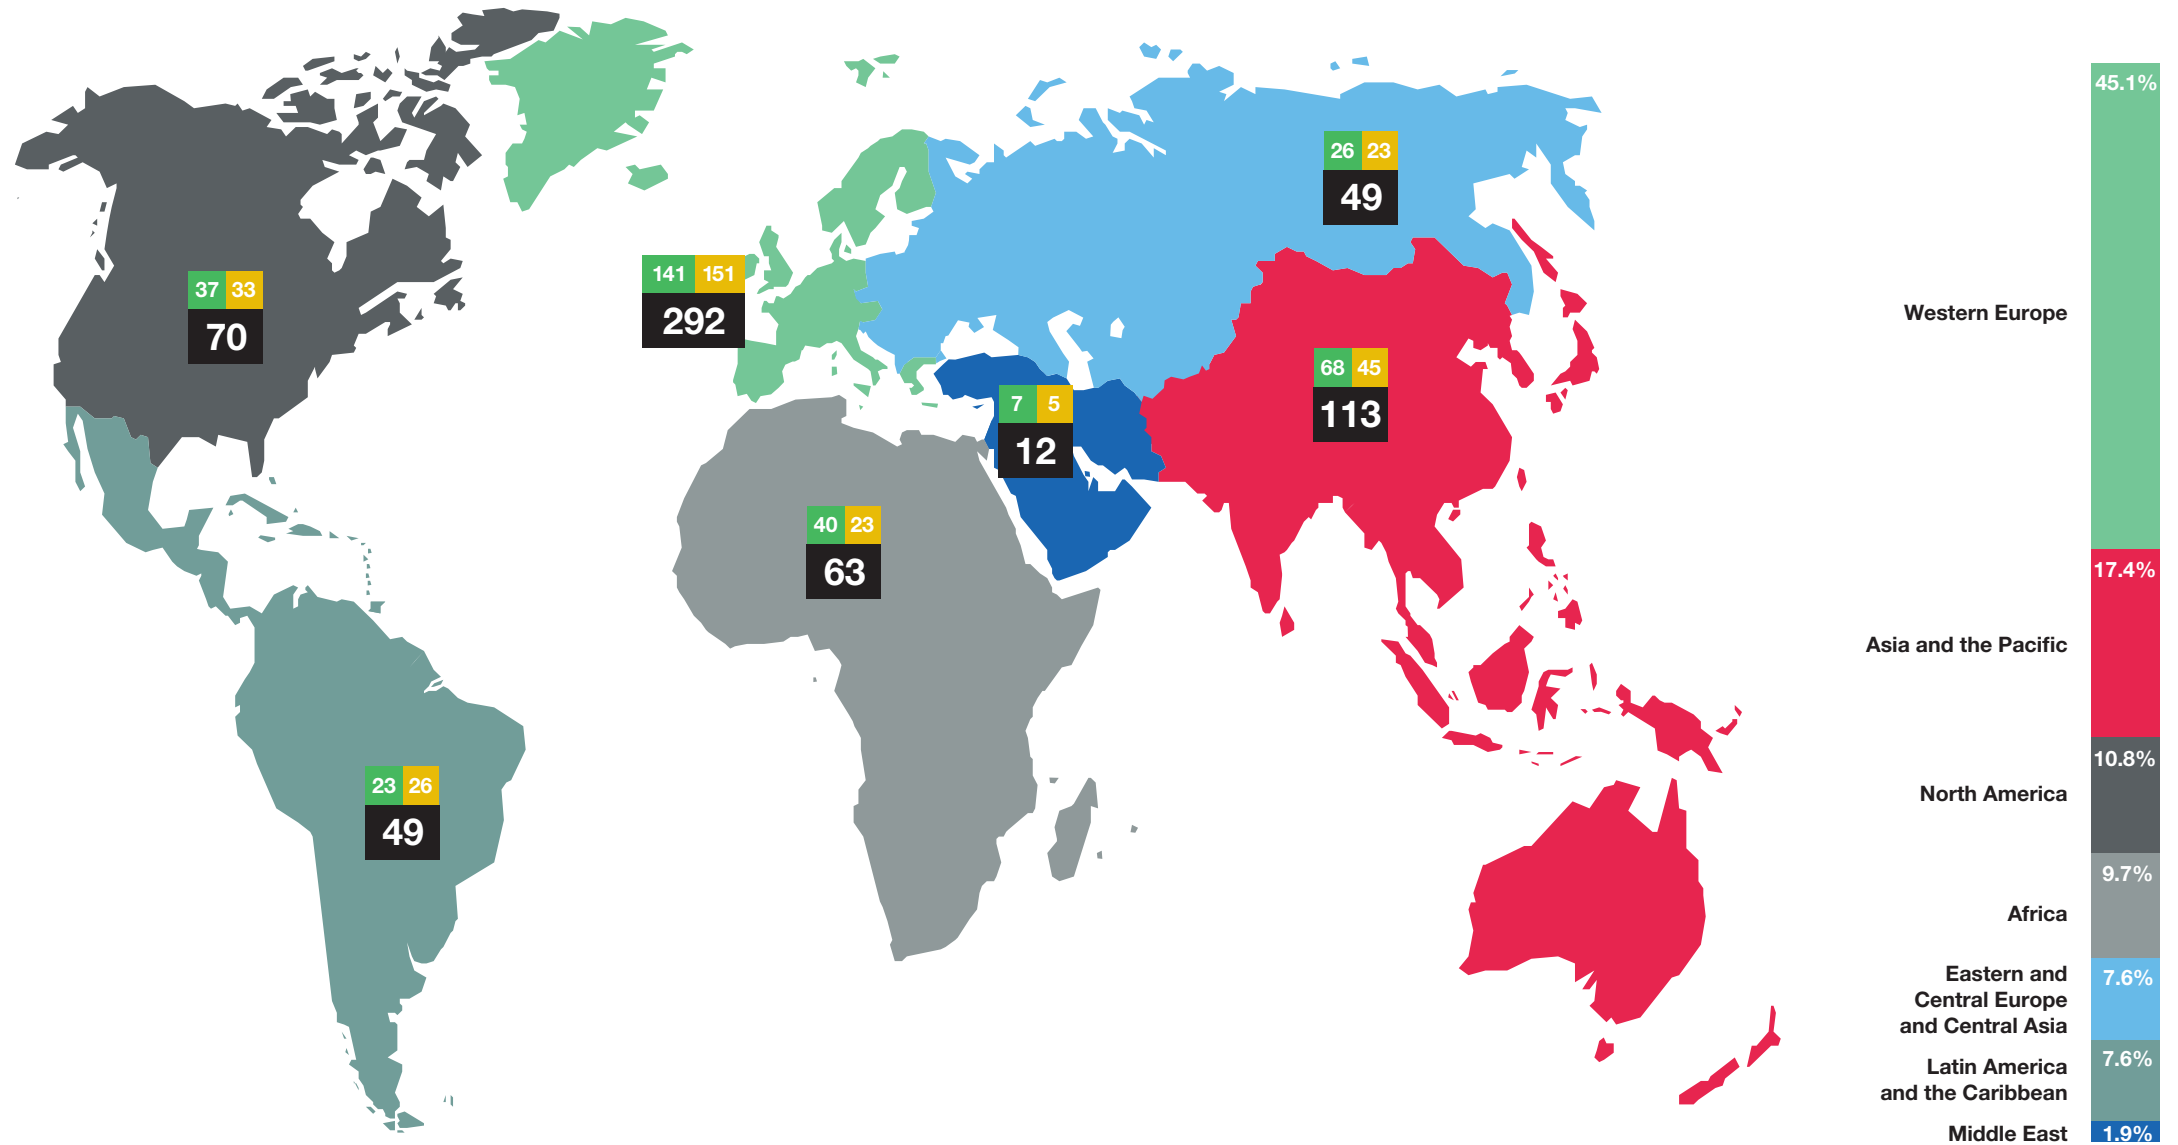 45.1%
26 23
49
141 151
292
37 33
70
Western Europe
68 45
113
7 5
12
40 23
63
17.4%
Asia and the Pacific
10.8%
23 26
49
North America
9.7%
Africa
Eastern and
7.6%
Central Europe
and Central Asia
7.6%
Latin America
and the Caribbean
Middle East
1.9%